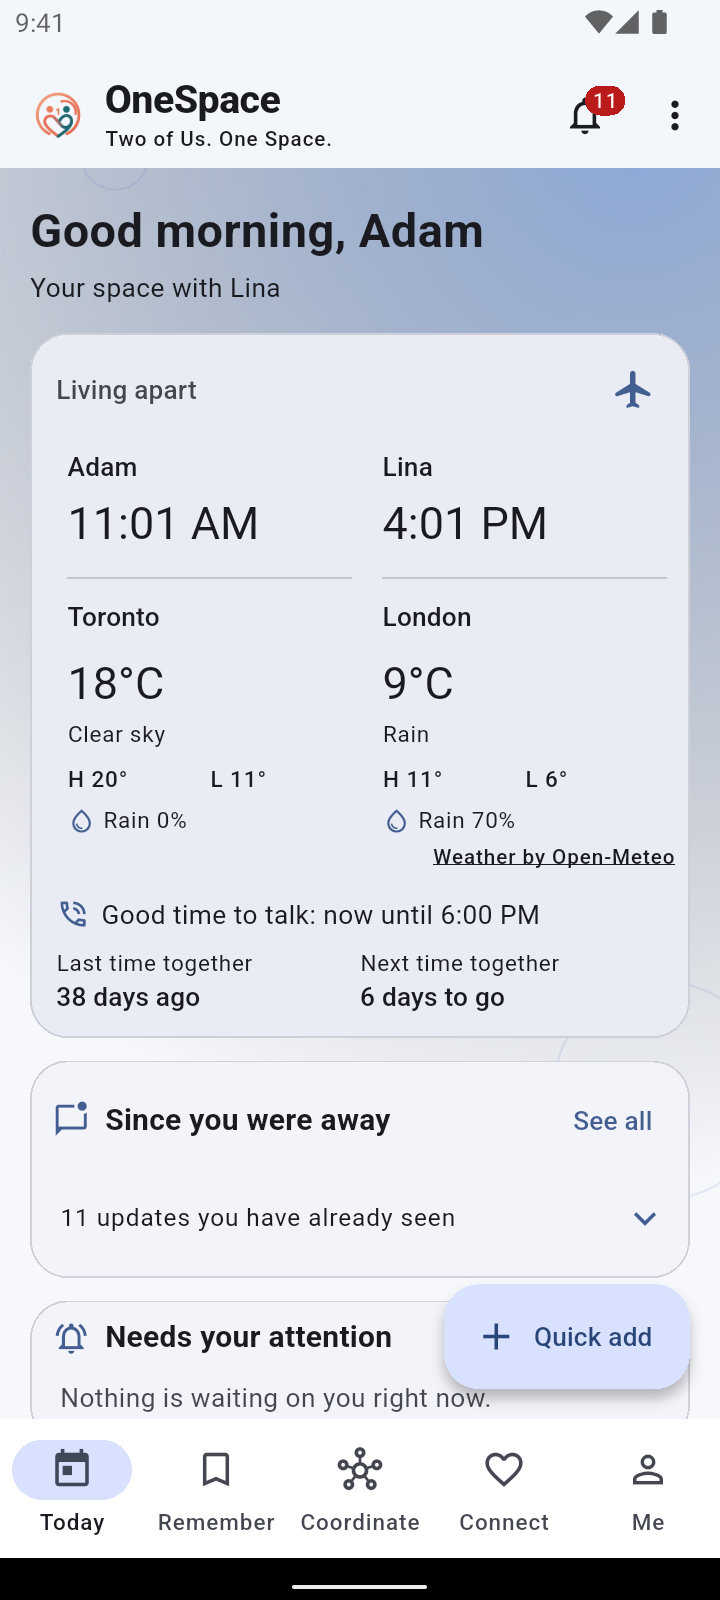 9:41
OneSpace
11
Two of Us. One Space.
Good morning, Adam
Your space with Lina
Living apart
Adam
Lina
11:01 AM
4:01 PM
Toronto
London
18°C
9°C
Clear sky
Rain
H 20°
L 11°
H 11°
L 6°
Rain 0%
Rain 70%
Weather by Open-Meteo
Good time to talk: now until 6:00 PM
Last time together
Next time together
38 days ago
6 days to go
Since you were away
See all
11 updates you have already seen
Needs your attention
Quick add
Nothing is waiting on you right now.
Today
Remember
Coordinate
Connect
Me